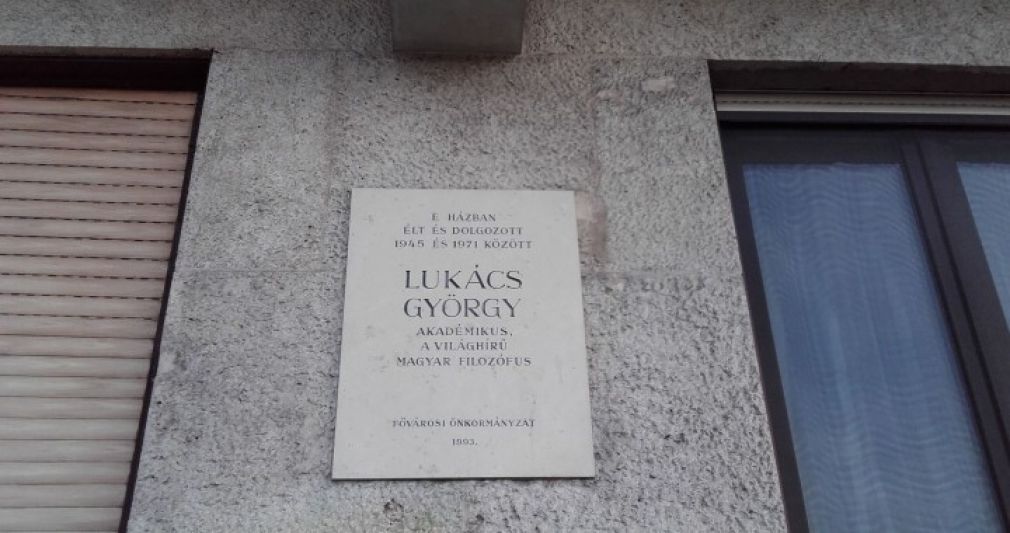 E HÁZBAN
ÉLT ÉS DOLGOZOTT
1945 ÉS 1971 KÖZÖTT
LUKÁCS
GYÖRGY
AKADÉMIKUS,
A VILÁGHÍRŰ
MAGYAR FILOZÓFUS
FŐVÁROSI ÖNKORMÁNYZAT
1993.